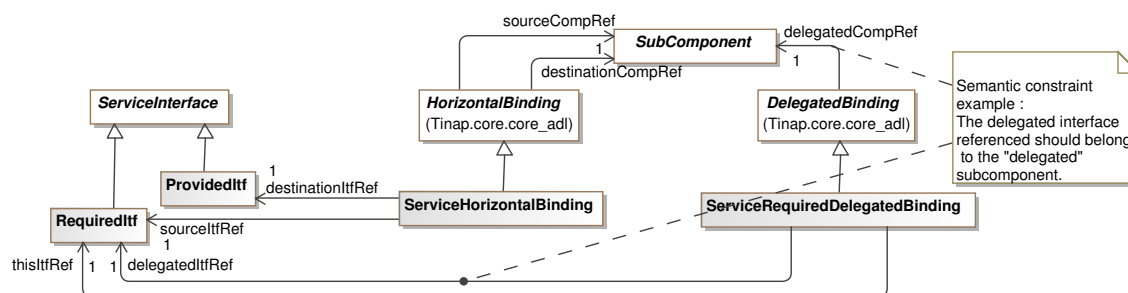 sourceCompRef
SubComponent
delegatedCompRef
1
1
destinationCompRef
Semantic constraint
example :
The delegated interface
referenced should belong
to the "delegated"
subcomponent.
ServiceInterface
HorizontalBinding
(Tinap.core.core_adl)
DelegatedBinding
(Tinap.core.core_adl)
ProvidedItf
1
destinationItfRef
ServiceHorizontalBinding
ServiceRequiredDelegatedBinding
RequiredItf
sourceItfRef
1
thisItfRef
1
1
delegatedItfRef